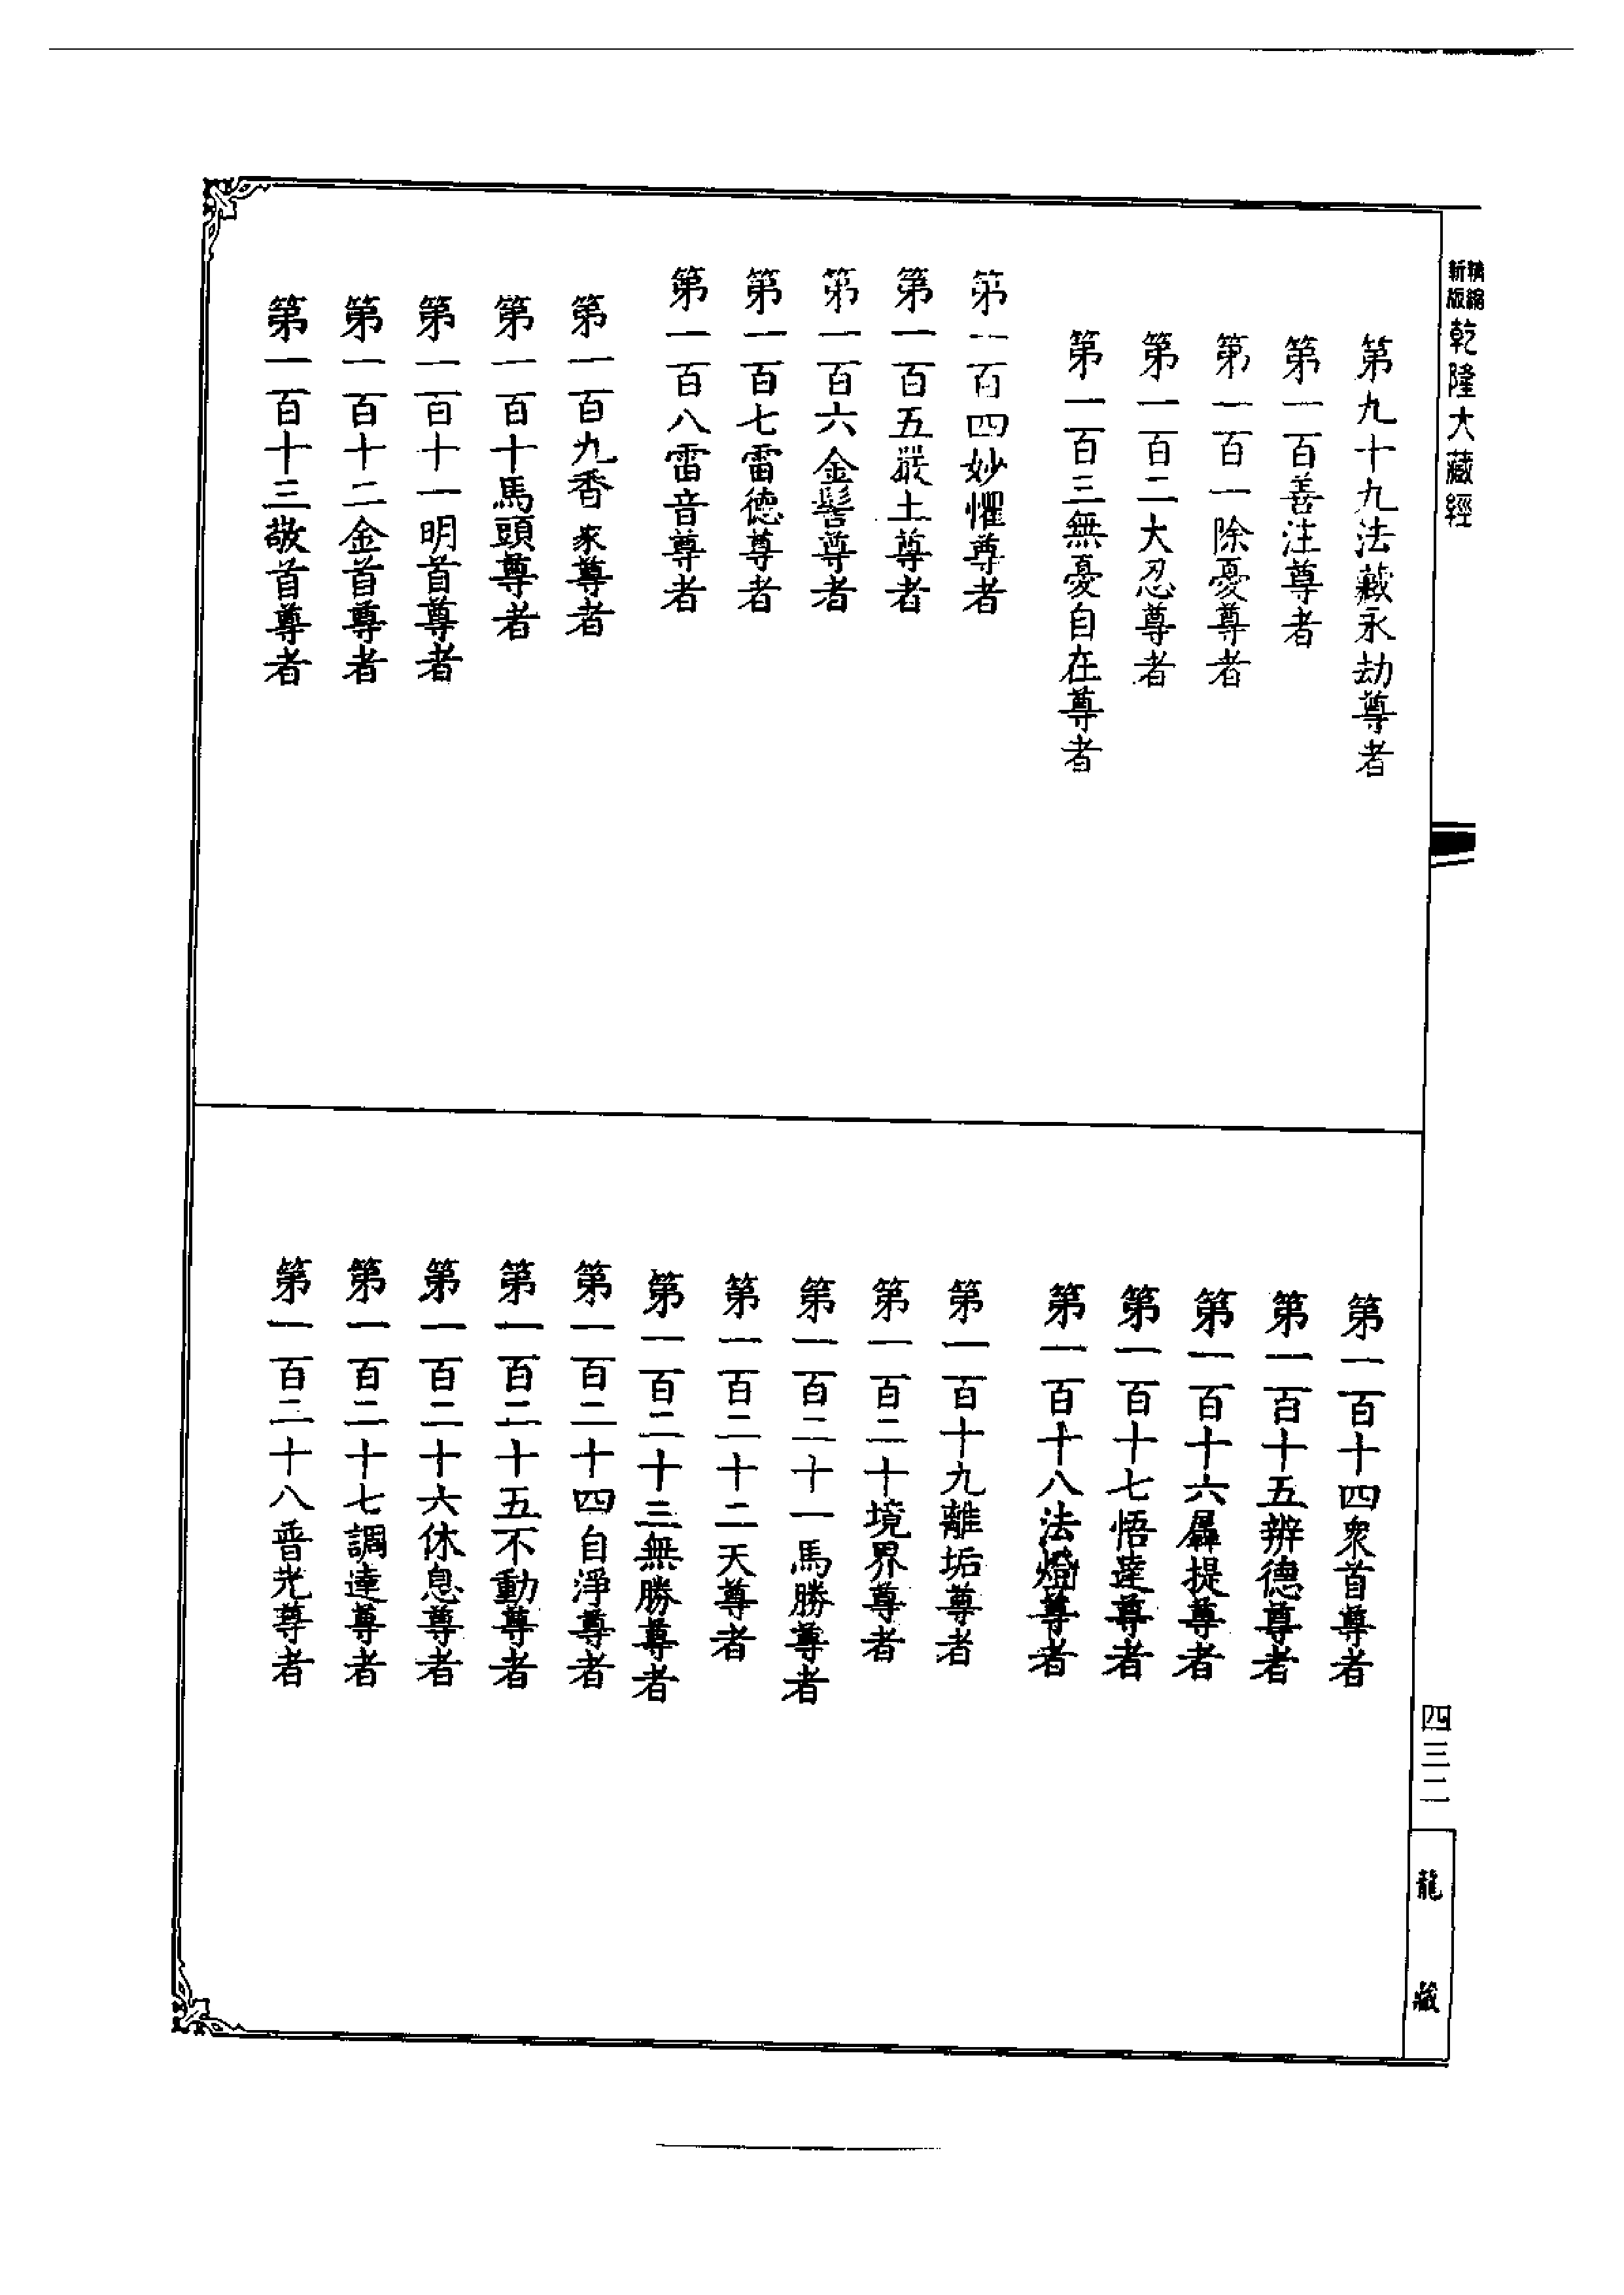 精縮
新版
乾隆大藏經
第九十九法藏永劫尊者
第一百善注尊者
第一百一除憂尊者
第一百二大忍尊者
第一百三無憂自在尊者
第一百四妙懼尊者
第一百五嚴土尊者
第一百六金髻尊者
第一百七雷德尊者
第一百八雷音尊者
第一百九香象尊者
第一百十馬頭尊者
第一百十一明首尊者
第一百十二金首尊者
第一百十三敬首尊者
第一百十四衆首尊者
第一百十五辨德尊者
第一百十六羼提尊者
第一百十七悟達尊者
第一百十八法燈尊者
第一百十九離垢尊者
第一百二十境界尊者
第一百二十一馬勝尊者
第一百二十二天尊者
第一百二十三無勝尊者
第一百二十四自淨尊者
第一百二十五不動尊者
第一百二十六休息尊者
第一百二十七調達尊者
第一百二十八普光尊者
四三二
龍藏